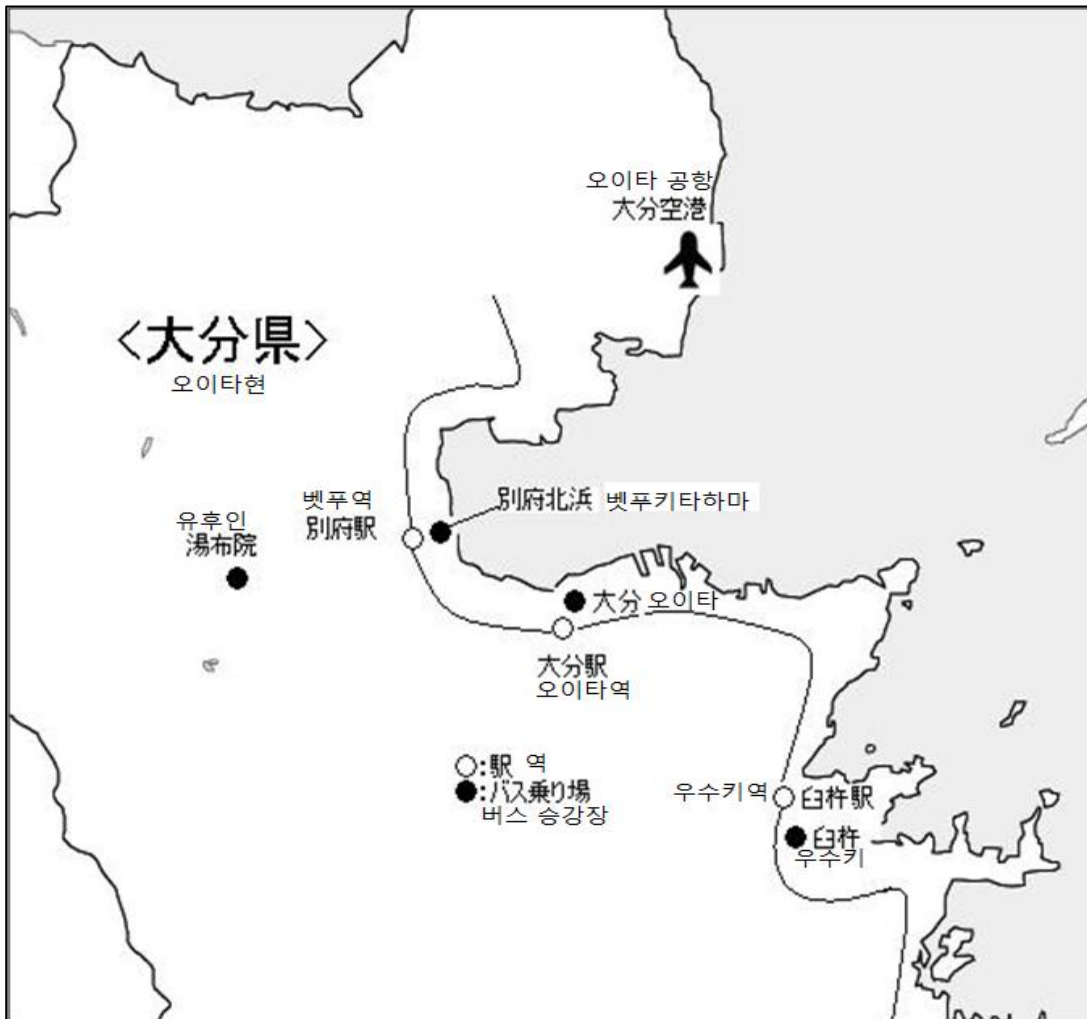 오이타 공항
大分空港
<大分県>
오이타현
벳푸역
別府駅
別府北浜 벳푸키타하마
유후인
湯布院
大分 오이타
大分駅
오이타역
○:駅 역
●:バス乗り場
버스 승강장
우수키역 臼杵駅
臼杵
우수키